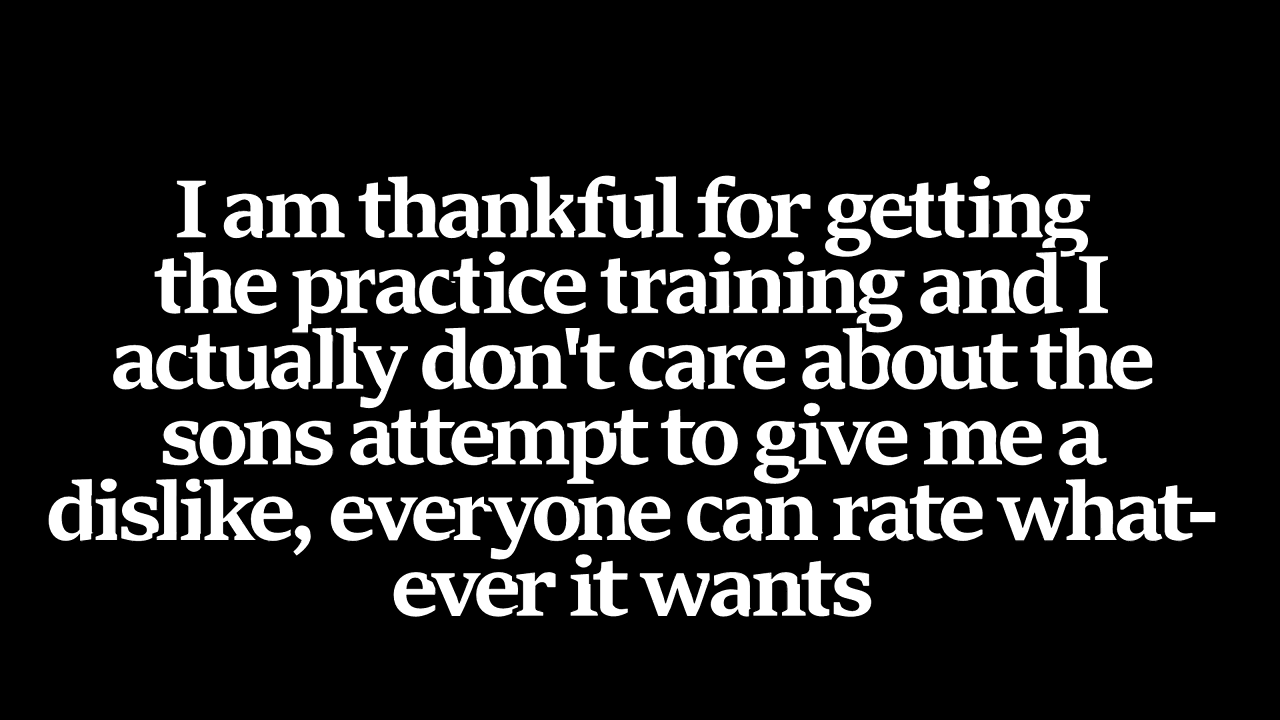 I am thankful for getting
the practice training and I
actually don't care about the
sons attempt to give me a
dislike, everyone can rate what-
ever it wants